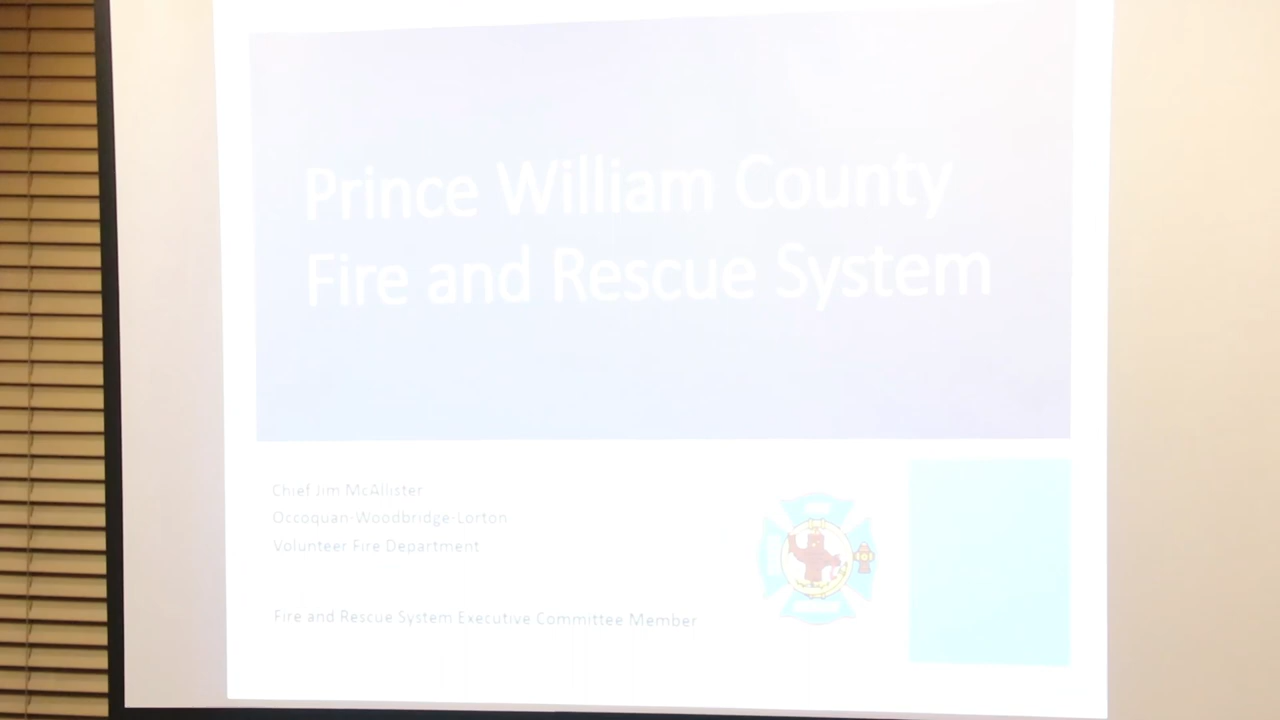 Prince William County
Fire and Rescue System
Chief Jim McAllister
Occoquan-Woodbridge-Lorton
Volunteer Fire Department
Fire and Rescue System Executive Committee Member